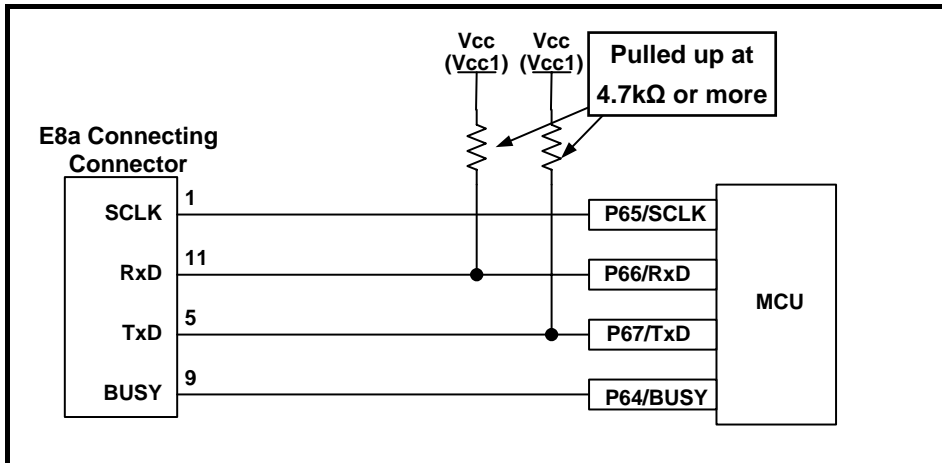 Vcc
(Vcc1)
Vcc
(Vcc1)
Pulled up at
4.7kΩ or more
E8a Connecting
Connector
SCLK
1
P65/SCLK
RxD
11
P66/RxD
MCU
TxD
5
P67/TxD
BUSY
9
P64/BUSY